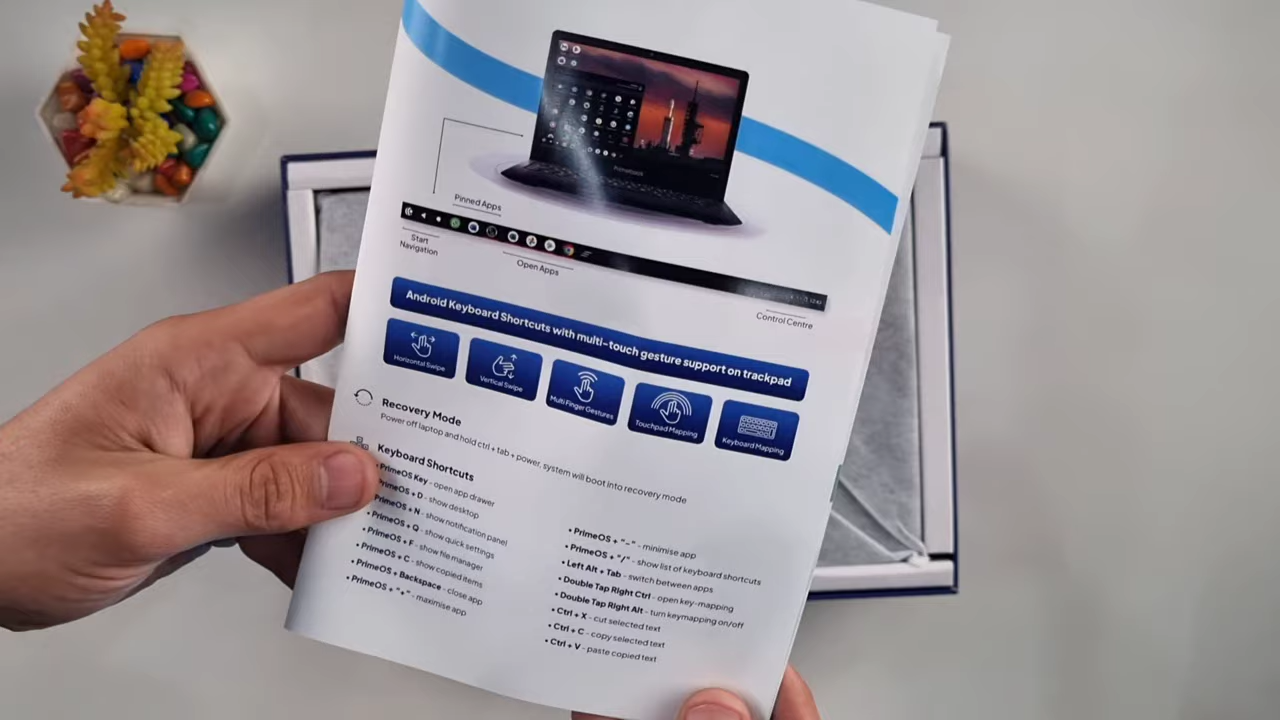 Primebook
Pinned Apps
Start
Navigation
Open Apps
Control Centre
Android Keyboard Shortcuts with multi-touch gesture support on trackpad
Horizontal Swipe
Vertical Swipe
Multi Finger Gestures
Touchpad Mapping
Keyboard Mapping
Recovery Mode
Power off laptop and hold ctrl + tab + power, system will boot into recovery mode
Keyboard Shortcuts
PrimeOS Key - open app drawer
PrimeOS + D - show desktop
• PrimeOS + N - show notification panel
• PrimeOS + Q - show quick settings
• PrimeOS + F - show file manager
• PrimeOS + C - show copied items
• PrimeOS + Backspace - close app
• PrimeOS + "+" - maximise app
• PrimeOS + "-" - minimise app
• PrimeOS + "/" - show list of keyboard shortcuts
• Left Alt + Tab - switch between apps
• Double Tap Right Ctrl - open key-mapping
• Double Tap Right Alt - turn keymapping on/off
• Ctrl + X - cut selected text
• Ctrl + C - copy selected text
• Ctrl + V - paste copied text